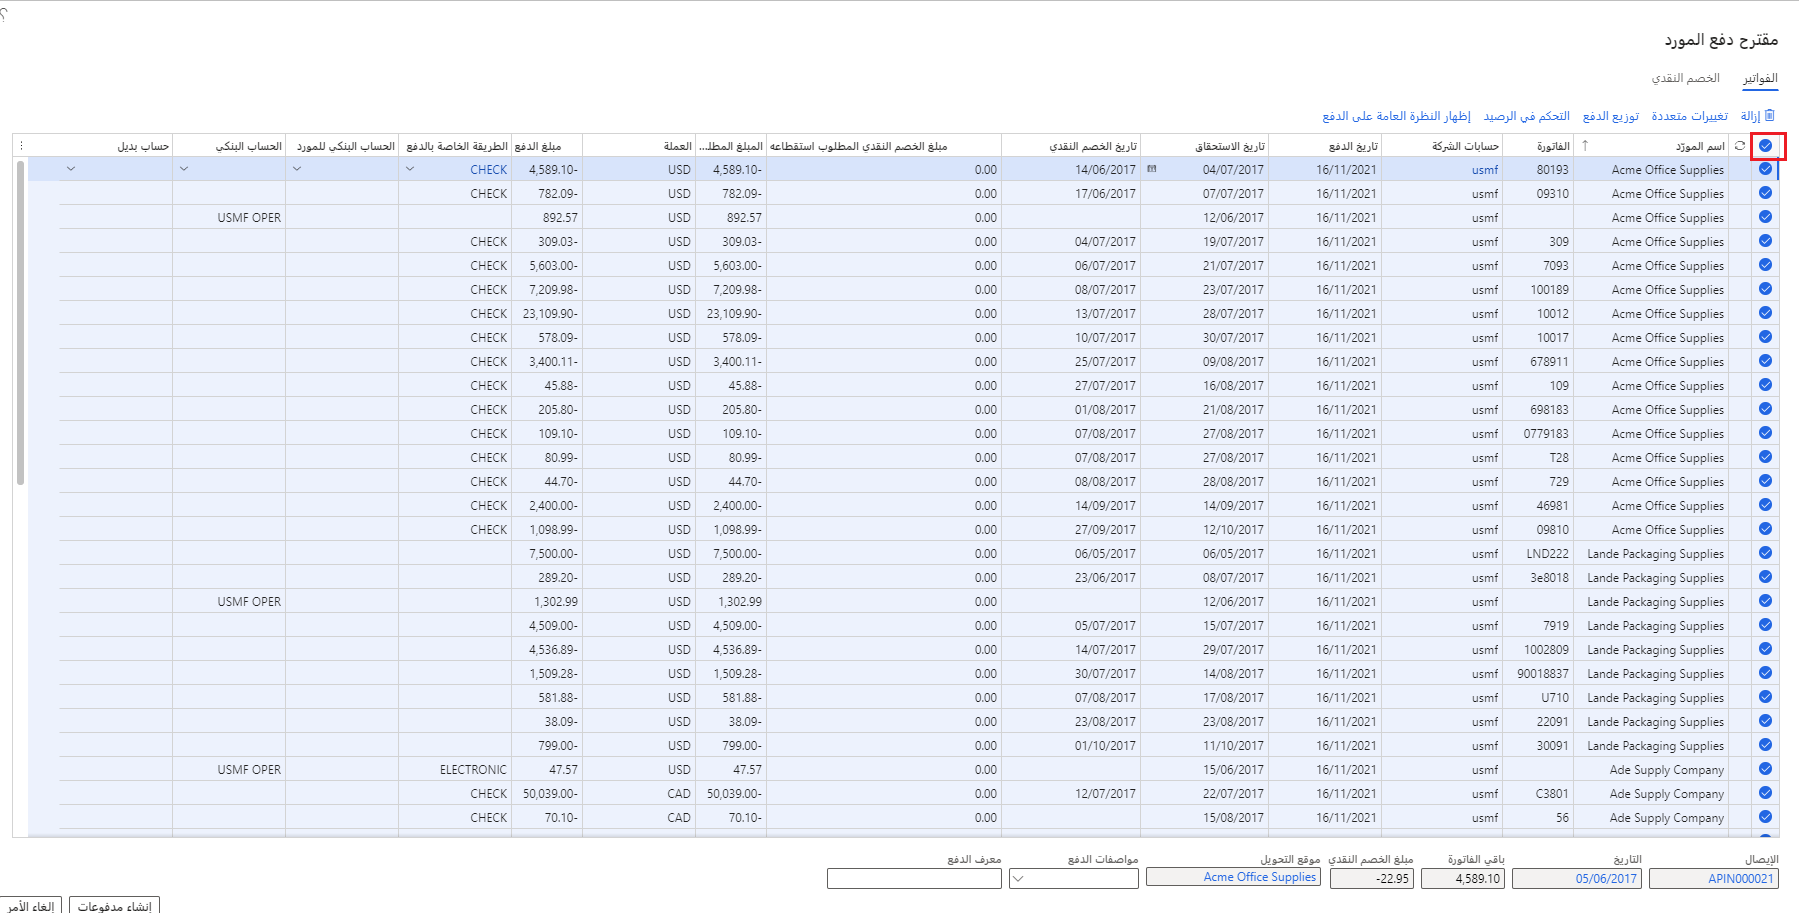 ؟
مقترح دفع المورد
الفواتير الخصم النقدي
إزالة تغييرات متعددة توزيع الدفع التحكم في الرصيد إظهار النظرة العامة على الدفع
اسم المورّد الفاتورة حسابات الشركة تاريخ الدفع تاريخ الاستحقاق تاريخ الخصم النقدي مبلغ الخصم النقدي المطلوب استقطاعه المبلغ المطلـ... العملة مبلغ الدفع الطريقة الخاصة بالدفع الحساب البنكي للمورد الحساب البنكي حساب بديل
Acme Office Supplies 80193 usmf 16/11/2021 04/07/2017 14/06/2017 0.00 4,589.10- USD 4,589.10- CHECK
Acme Office Supplies 09310 usmf 16/11/2021 07/07/2017 17/06/2017 0.00 782.09- USD 782.09- CHECK
Acme Office Supplies usmf 16/11/2021 12/06/2017 0.00 892.57 USD 892.57 USMF OPER
Acme Office Supplies 309 usmf 16/11/2021 19/07/2017 04/07/2017 0.00 309.03- USD 309.03- CHECK
Acme Office Supplies 7093 usmf 16/11/2021 21/07/2017 06/07/2017 0.00 5,603.00- USD 5,603.00- CHECK
Acme Office Supplies 100189 usmf 16/11/2021 23/07/2017 08/07/2017 0.00 7,209.98- USD 7,209.98- CHECK
Acme Office Supplies 10012 usmf 16/11/2021 28/07/2017 13/07/2017 0.00 23,109.90- USD 23,109.90- CHECK
Acme Office Supplies 10017 usmf 16/11/2021 30/07/2017 10/07/2017 0.00 578.09- USD 578.09- CHECK
Acme Office Supplies 678911 usmf 16/11/2021 09/08/2017 25/07/2017 0.00 3,400.11- USD 3,400.11- CHECK
Acme Office Supplies 109 usmf 16/11/2021 16/08/2017 27/07/2017 0.00 45.88- USD 45.88- CHECK
Acme Office Supplies 698183 usmf 16/11/2021 21/08/2017 01/08/2017 0.00 205.80- USD 205.80- CHECK
Acme Office Supplies 0779183 usmf 16/11/2021 27/08/2017 07/08/2017 0.00 109.10- USD 109.10- CHECK
Acme Office Supplies T28 usmf 16/11/2021 27/08/2017 07/08/2017 0.00 80.99- USD 80.99- CHECK
Acme Office Supplies 729 usmf 16/11/2021 28/08/2017 08/08/2017 0.00 44.70- USD 44.70- CHECK
Acme Office Supplies 46981 usmf 16/11/2021 14/09/2017 14/09/2017 0.00 2,400.00- USD 2,400.00- CHECK
Acme Office Supplies 09810 usmf 16/11/2021 12/10/2017 27/09/2017 0.00 1,098.99- USD 1,098.99- CHECK
Lande Packaging Supplies LND222 usmf 16/11/2021 06/05/2017 06/05/2017 0.00 7,500.00- USD 7,500.00-
Lande Packaging Supplies 3e8018 usmf 16/11/2021 08/07/2017 23/06/2017 0.00 289.20- USD 289.20-
Lande Packaging Supplies usmf 16/11/2021 12/06/2017 0.00 1,302.99 USD 1,302.99 USMF OPER
Lande Packaging Supplies 7919 usmf 16/11/2021 15/07/2017 05/07/2017 0.00 4,509.00- USD 4,509.00-
Lande Packaging Supplies 1002809 usmf 16/11/2021 29/07/2017 14/07/2017 0.00 4,536.89- USD 4,536.89-
Lande Packaging Supplies 90018837 usmf 16/11/2021 14/08/2017 30/07/2017 0.00 1,509.28- USD 1,509.28-
Lande Packaging Supplies U710 usmf 16/11/2021 17/08/2017 07/08/2017 0.00 581.88- USD 581.88-
Lande Packaging Supplies 22091 usmf 16/11/2021 23/08/2017 23/08/2017 0.00 38.09- USD 38.09-
Lande Packaging Supplies 30091 usmf 16/11/2021 11/10/2017 01/10/2017 0.00 799.00- USD 799.00-
Ade Supply Company usmf 16/11/2021 15/06/2017 0.00 47.57 USD 47.57 ELECTRONIC USMF OPER
Ade Supply Company C3801 usmf 16/11/2021 22/07/2017 12/07/2017 0.00 50,039.00- CAD 50,039.00- CHECK
Ade Supply Company 56 usmf 16/11/2021 15/08/2017 0.00 70.10- CAD 70.10- CHECK
الإيصال التاريخ باقي الفاتورة مبلغ الخصم النقدي موقع التحويل مواصفات الدفع معرف الدفع
APIN000021 05/06/2017 4,589.10 -22.95 Acme Office Supplies
إنشاء مدفوعات إلغاء الأمر